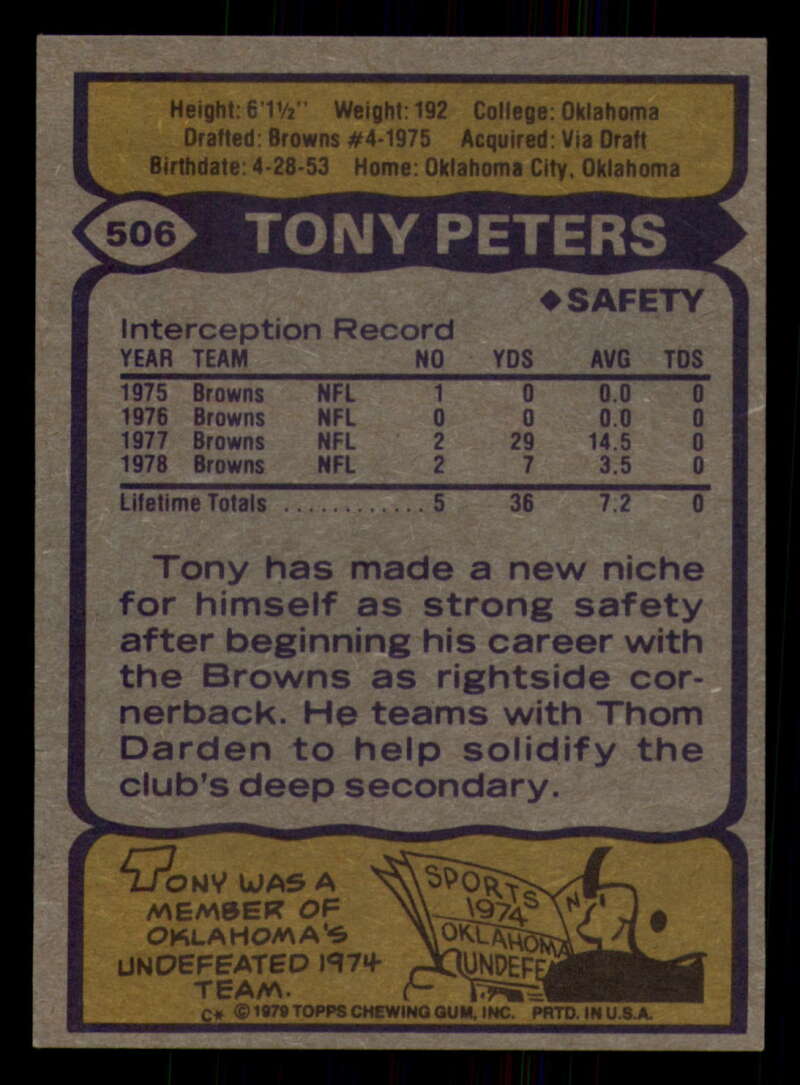 Height: 6'1½" Weight: 192 College: Oklahoma
Drafted: Browns #4-1975 Acquired: Via Draft
Birthdate: 4-28-53 Home: Oklahoma City, Oklahoma
506 TONY PETERS
◆SAFETY
Interception Record
YEAR TEAM NO YDS AVG TDS
1975 Browns NFL 1 0 0.0 0
1976 Browns NFL 0 0 0.0 0
1977 Browns NFL 2 29 14.5 0
1978 Browns NFL 2 7 3.5 0
Lifetime Totals ............ 5 36 7.2 0
Tony has made a new niche
for himself as strong safety
after beginning his career with
the Browns as rightside cor-
nerback. He teams with Thom
Darden to help solidify the
club's deep secondary.
TONY WAS A
MEMBER OF
OKLAHOMA'S
UNDEFEATED 1974
TEAM.
SPORTS
1974
OKLAHOMA
UNDEFEA
N
C* © 1979 TOPPS CHEWING GUM, INC. PRTD. IN U.S.A.